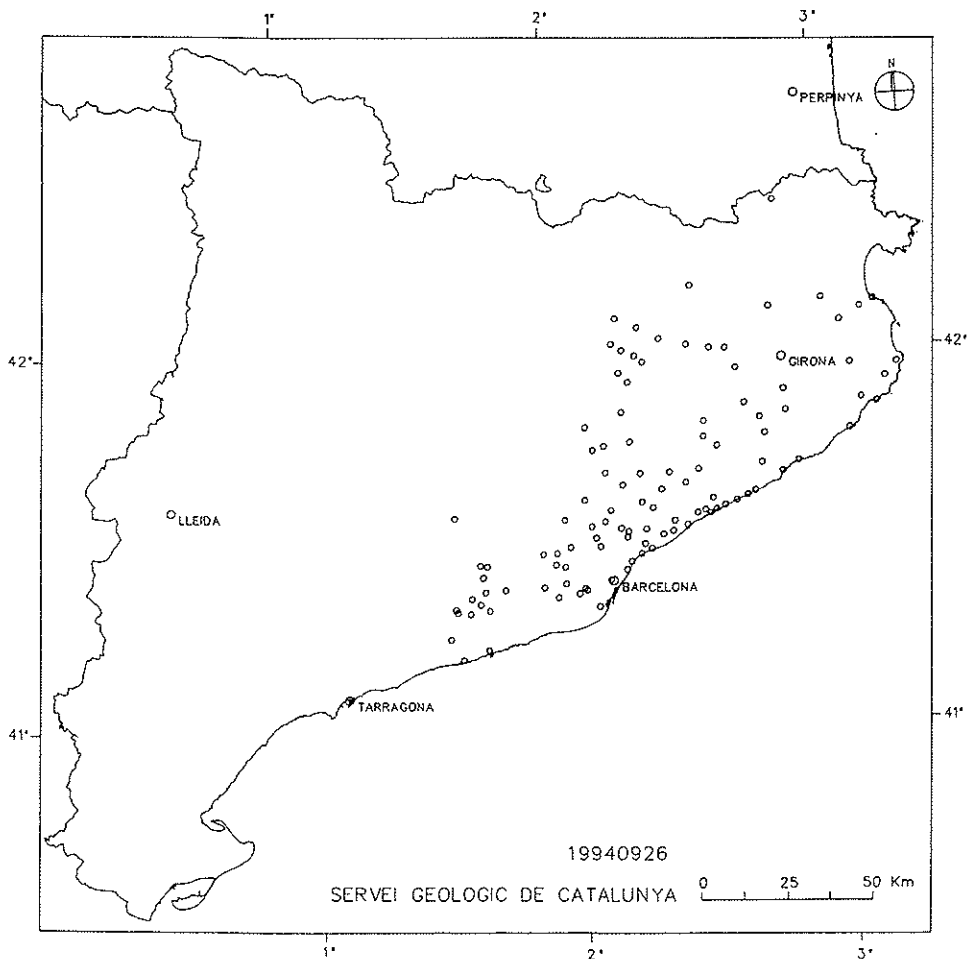 1° 2° 3°
N
PERPINYA
42° 42°
GIRONA
LLEIDA
BARCELONA
TARRAGONA
41° 41°
19940926
SERVEI GEOLOGIC DE CATALUNYA 0 25 50 Km
1° 2° 3°